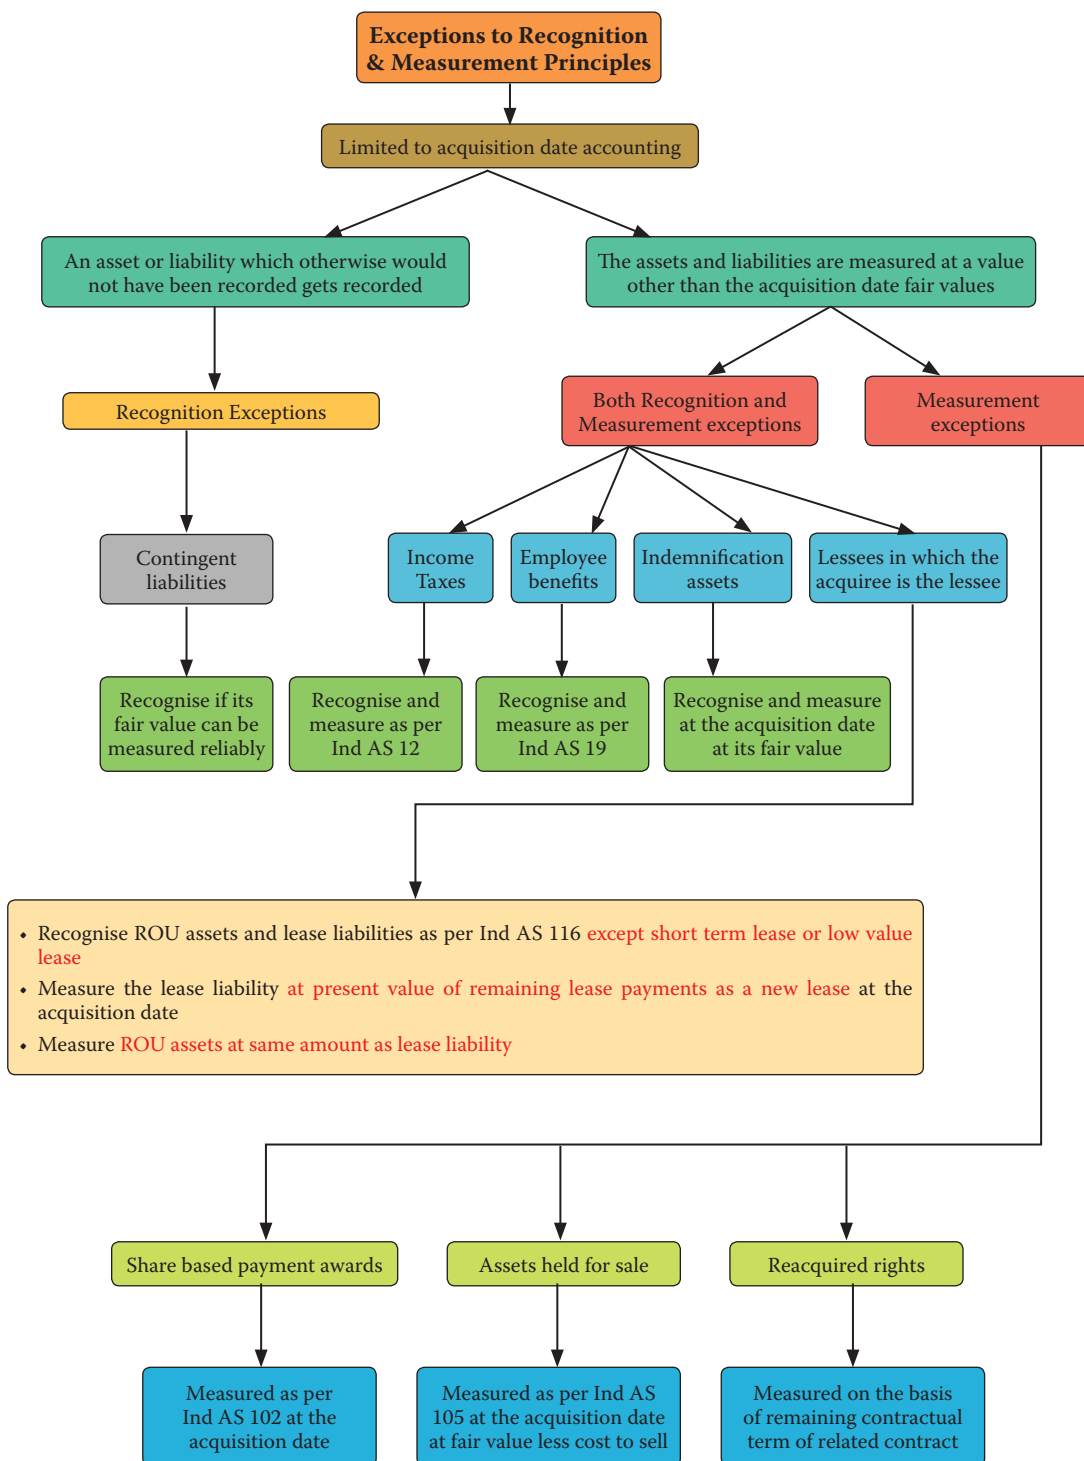 Exceptions to Recognition
& Measurement Principles
Limited to acquisition date accounting
An asset or liability which otherwise would
not have been recorded gets recorded
The assets and liabilities are measured at a value
other than the acquisition date fair values
Recognition Exceptions
Both Recognition and
Measurement exceptions
Measurement
exceptions
Contingent
liabilities
Income
Taxes
Employee
benefits
Indemnification
assets
Lessees in which the
acquiree is the lessee
Recognise if its
fair value can be
measured reliably
Recognise and
measure as per
Ind AS 12
Recognise and
measure as per
Ind AS 19
Recognise and measure
at the acquisition date
at its fair value
• Recognise ROU assets and lease liabilities as per Ind AS 116 except short term lease or low value
lease
• Measure the lease liability at present value of remaining lease payments as a new lease at the
acquisition date
• Measure ROU assets at same amount as lease liability
Share based payment awards
Assets held for sale
Reacquired rights
Measured as per
Ind AS 102 at the
acquisition date
Measured as per Ind AS
105 at the acquisition date
at fair value less cost to sell
Measured on the basis
of remaining contractual
term of related contract